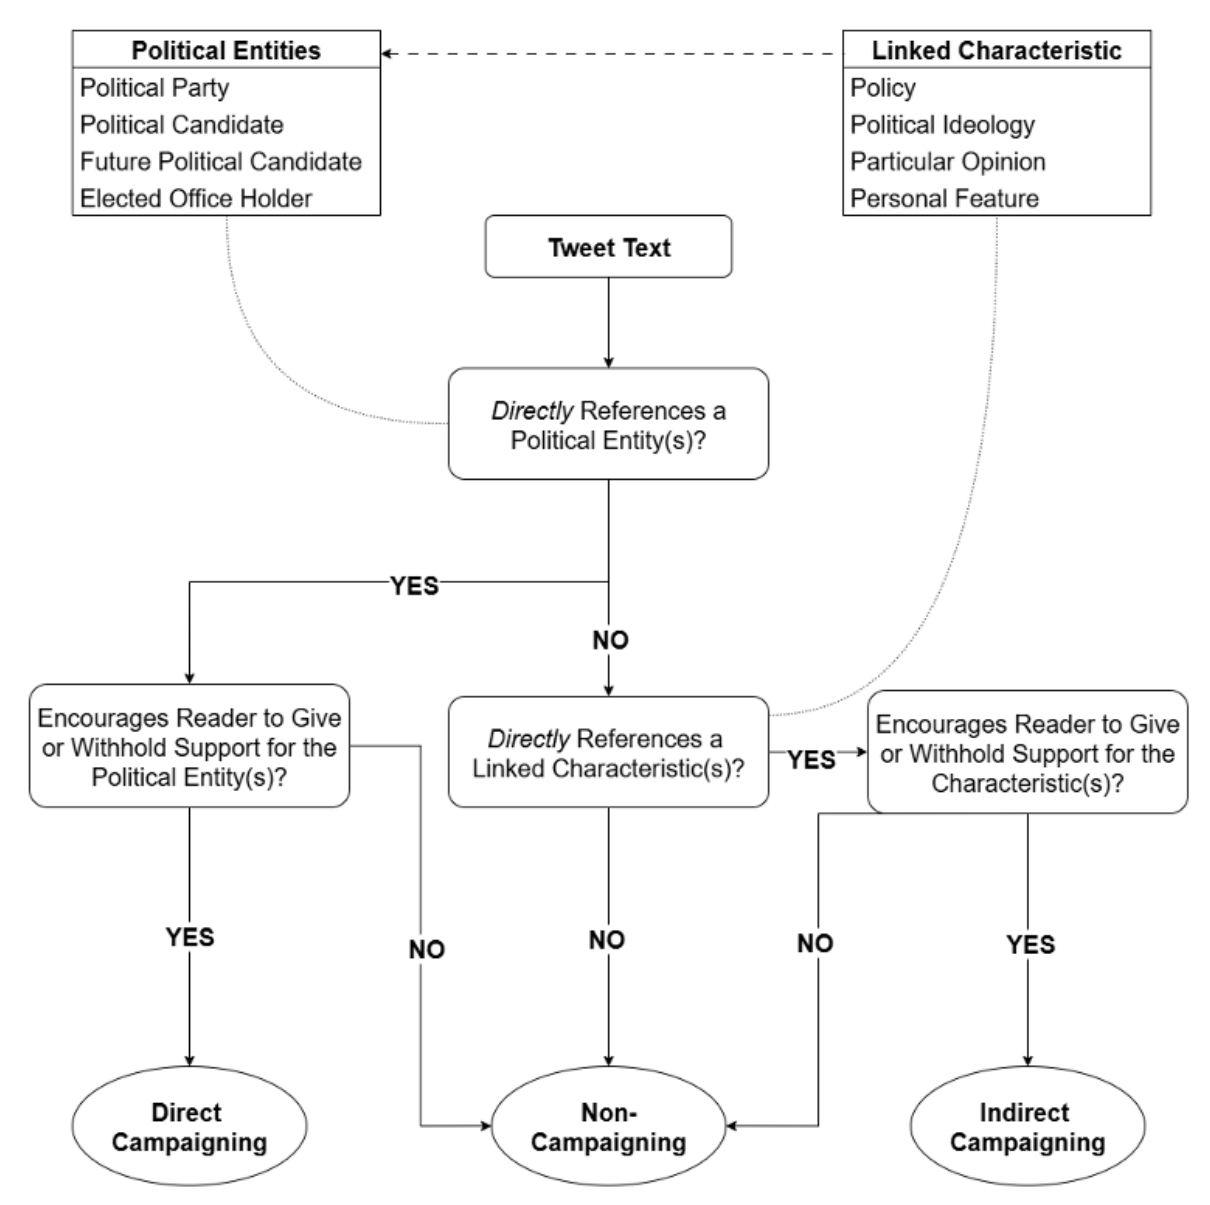 Political Entities
Political Party
Political Candidate
Future Political Candidate
Elected Office Holder
Linked Characteristic
Policy
Political Ideology
Particular Opinion
Personal Feature
Tweet Text
Directly References a
Political Entity(s)?
YES
NO
Encourages Reader to Give
or Withhold Support for the
Political Entity(s)?
Directly References a
Linked Characteristic(s)?
YES
Encourages Reader to Give
or Withhold Support for the
Characteristic(s)?
YES
NO
NO
NO
YES
Direct
Campaigning
Non-
Campaigning
Indirect
Campaigning